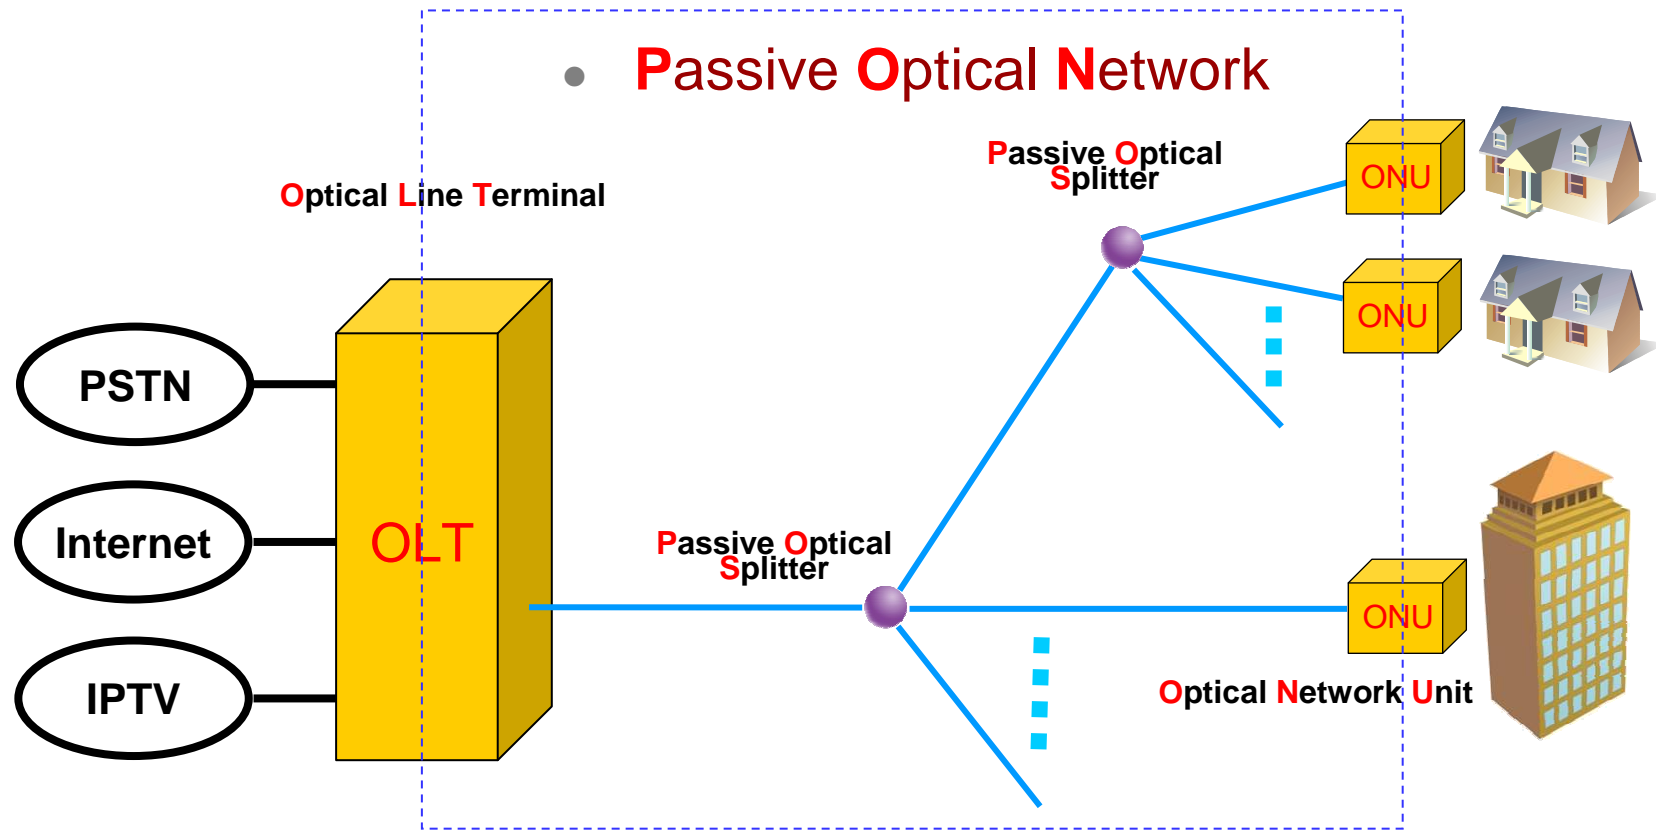 • Passive Optical Network
Passive Optical
Splitter
ONU
Optical Line Terminal
ONU
PSTN
Internet
OLT
Passive Optical
Splitter
ONU
IPTV
Optical Network Unit